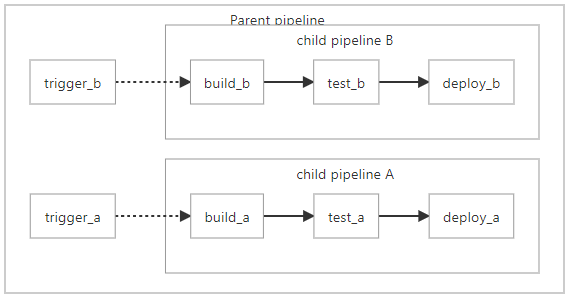 Parent pipeline
child pipeline B
trigger_b
build_b
test_b
deploy_b
child pipeline A
trigger_a
build_a
test_a
deploy_a